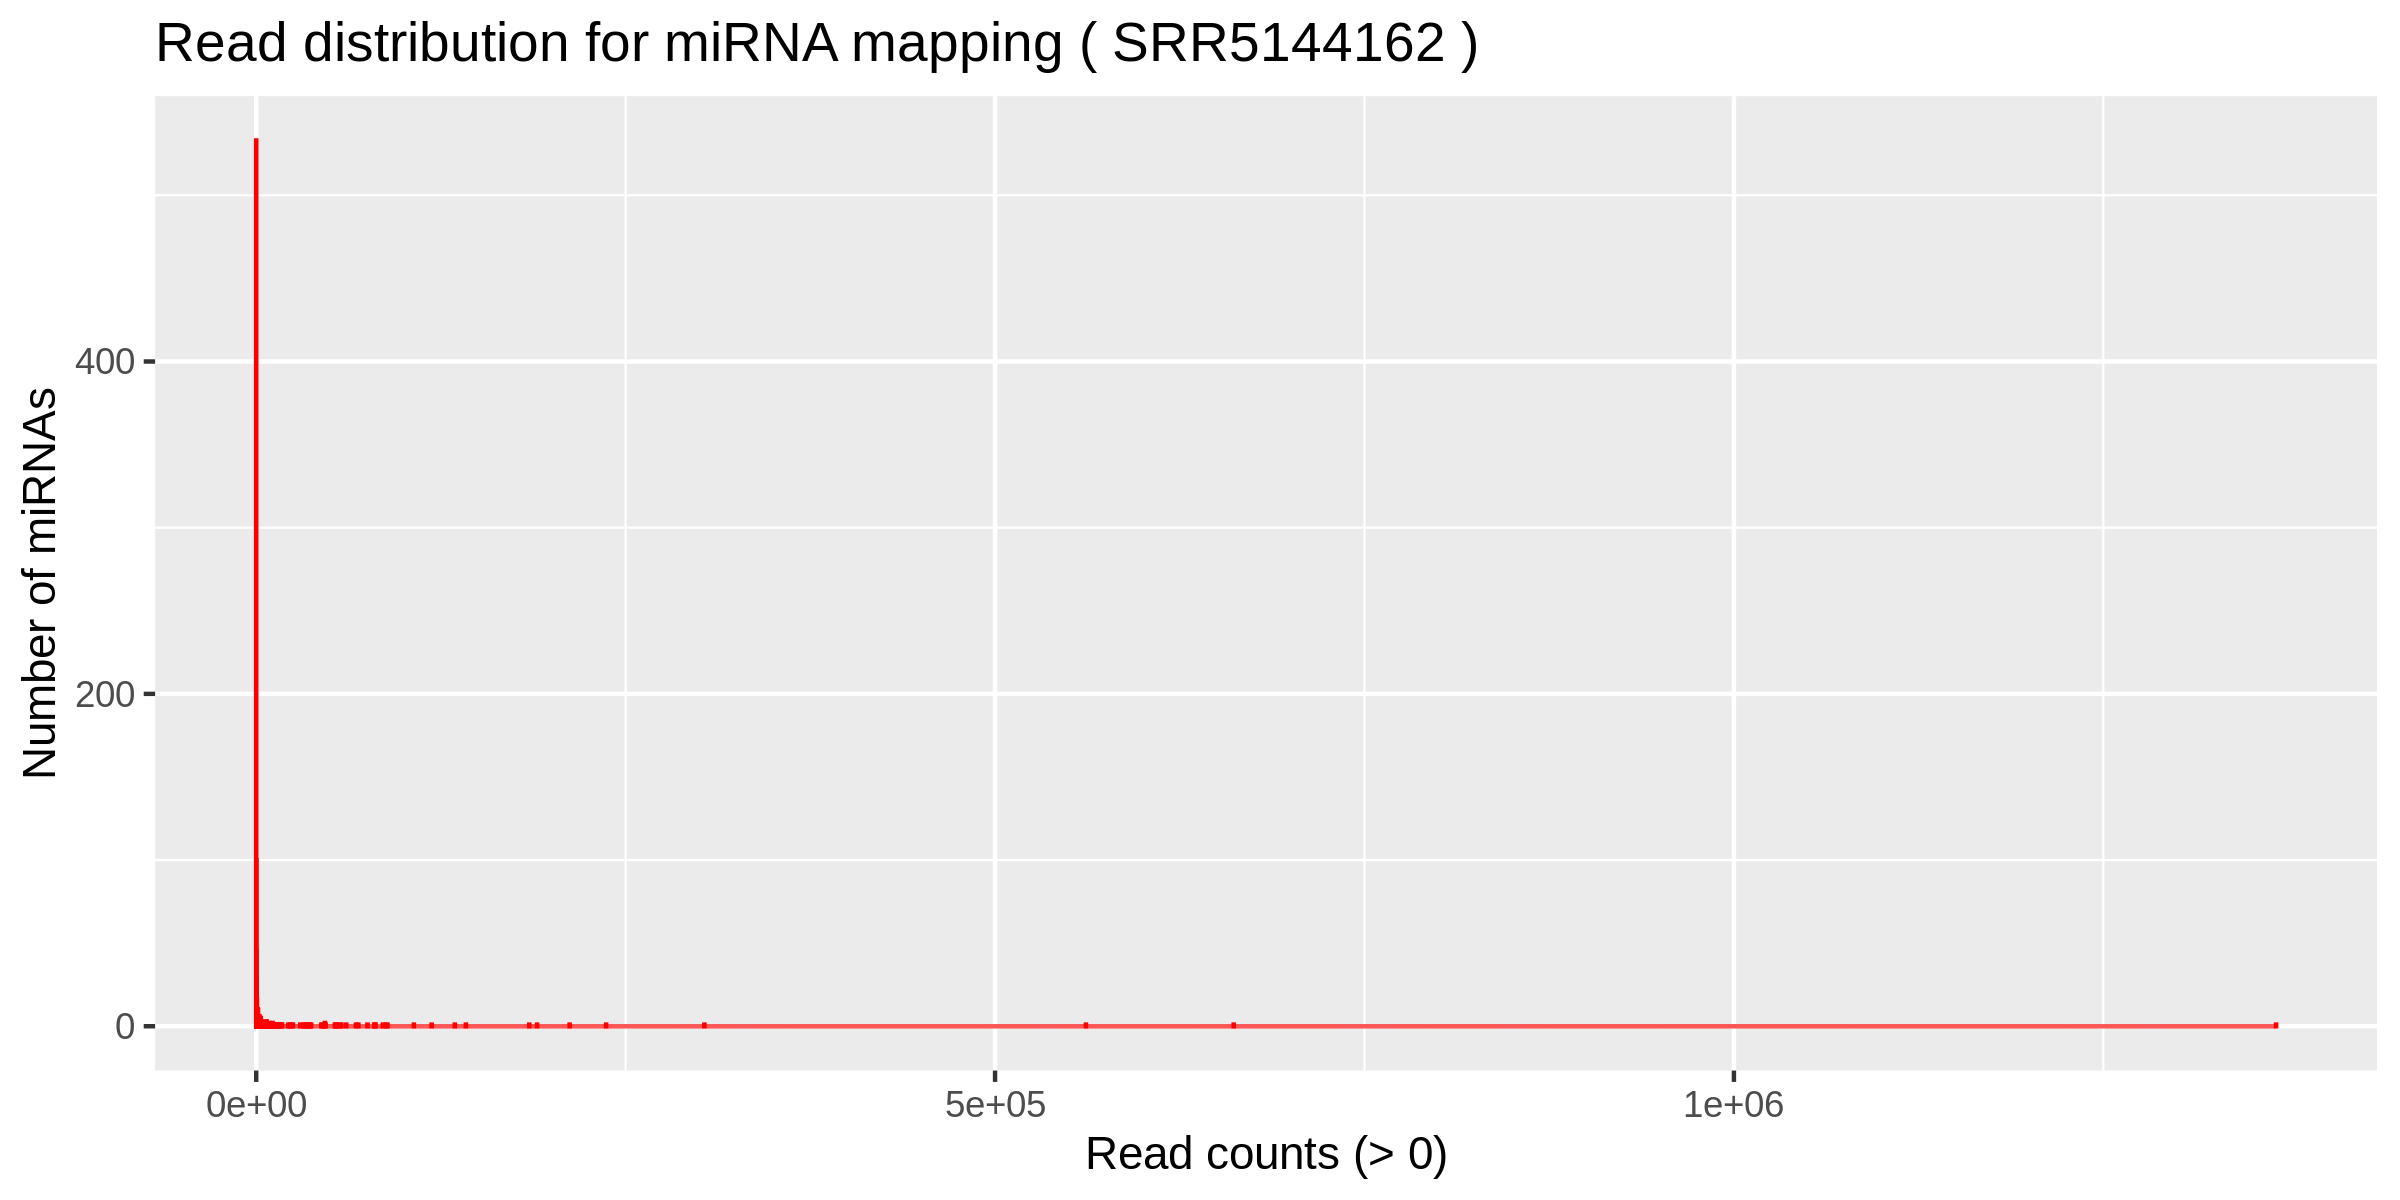 Read distribution for miRNA mapping ( SRR5144162 )
Number of miRNAs
400
200
0
0e+00 5e+05 1e+06
Read counts (> 0)